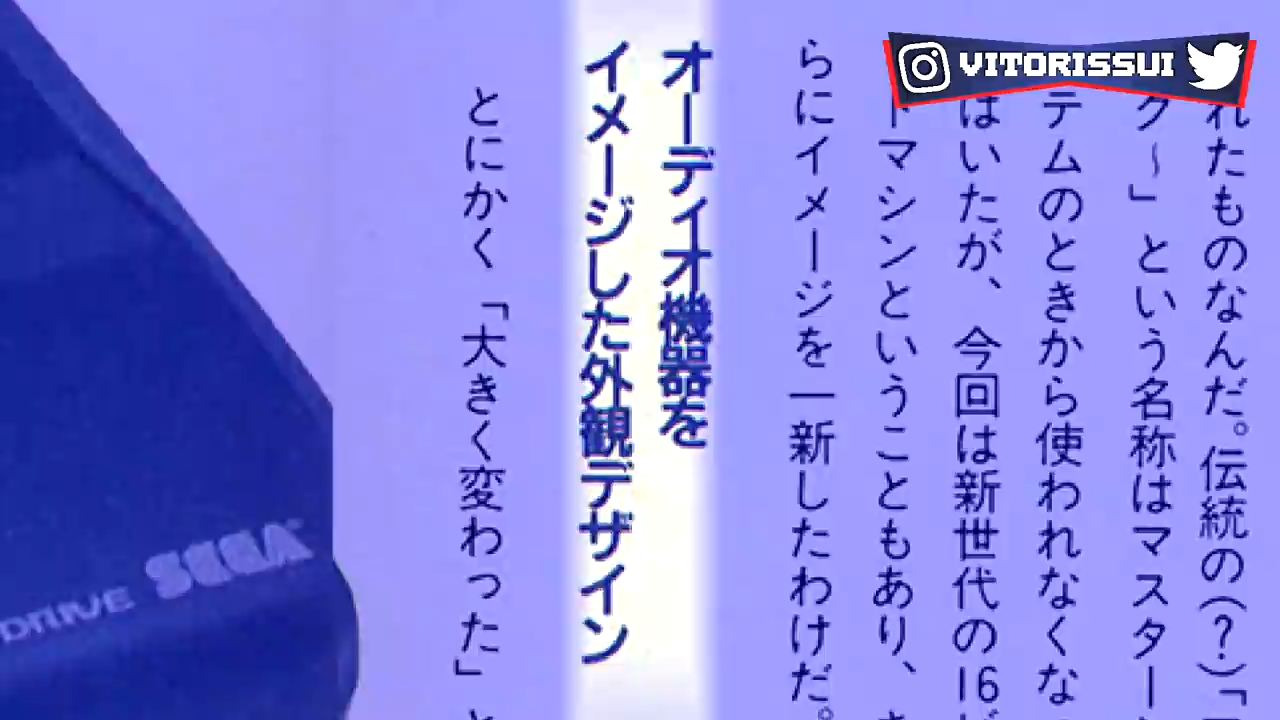 VITORISSUI
れたものなんだ。伝統の(?)「
ク〜」という名称はマスター
テムのときから使われなくな
はいたが、今回は新世代の16
ドマシンということもあり、
らにイメージを一新したわけだ。
オーディオ機器を
イメージした外観デザイン
とにかく「大きく変わった」と
DRIVE SEGA